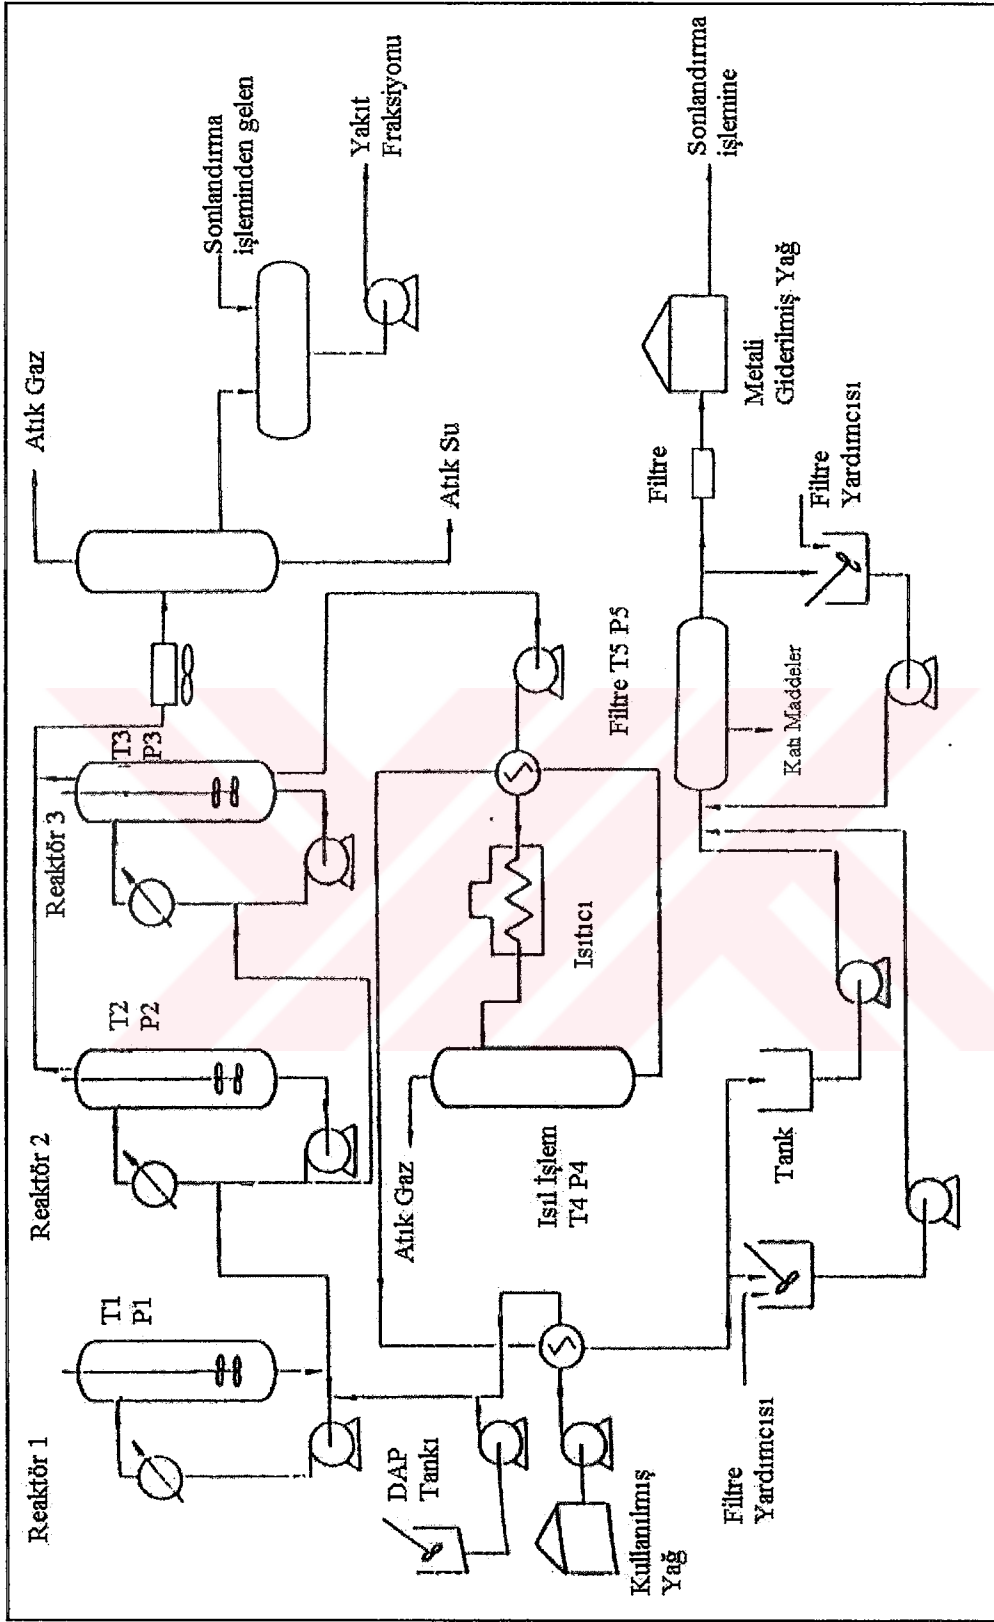 Reaktör 1
T1
P1
Reaktör 2
T2
P2
Reaktör 3
T3
P3
Atık Gaz
Sonlandırma
işleminden gelen
Yakıt
Fraksiyonu
Atık Su
DAP
Tankı
Kullanılmış
Yağ
Atık Gaz
Isıl İşlem
T4 P4
Isıtıcı
Filtre T5 P5
Filtre
Sonlandırma
işlemine
Metali
Giderilmiş Yağ
Katı Maddeler
Filtre
Yardımcısı
Tank
Filtre
Yardımcısı